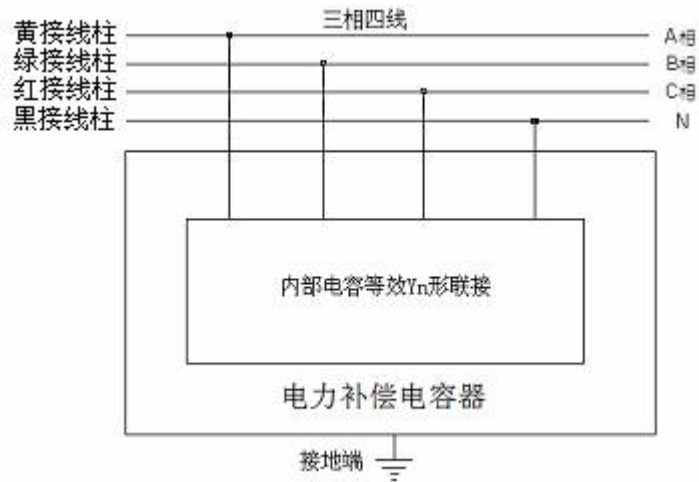 三相四线
黄接线柱 A相
绿接线柱 B相
红接线柱 C相
黑接线柱 N
内部电容等效Yn形联接
电力补偿电容器
接地端